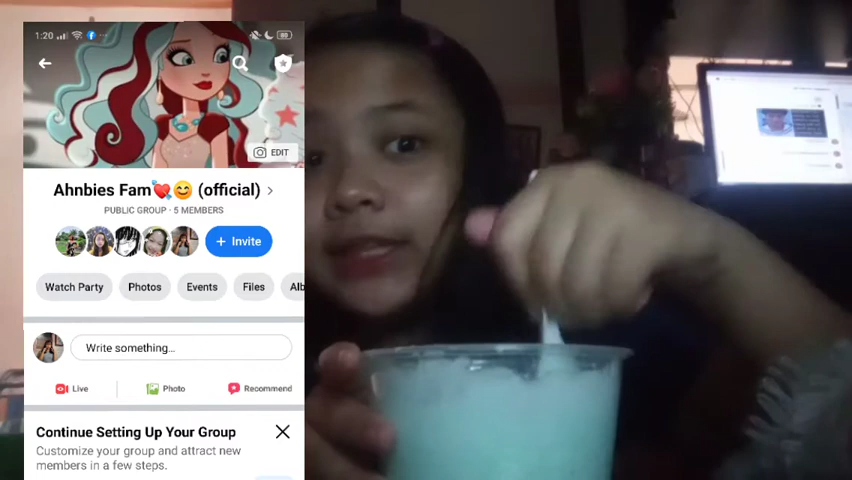 1:20
80
EDIT
Ahnbies Fam💘😊 (official) >
PUBLIC GROUP · 5 MEMBERS
+ Invite
Watch Party
Photos
Events
Files
Alb
Write something...
Live
Photo
Recommend
Continue Setting Up Your Group
Customize your group and attract new
members in a few steps.